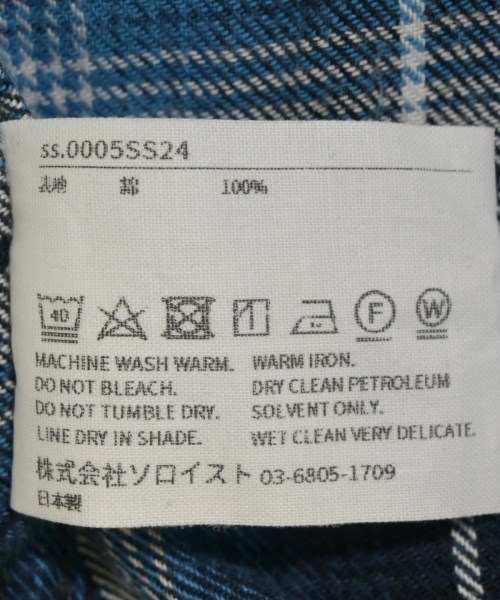 ss.0005SS24
表地 綿 100%
40 F W
MACHINE WASH WARM. WARM IRON.
DO NOT BLEACH. DRY CLEAN PETROLEUM
DO NOT TUMBLE DRY. SOLVENT ONLY.
LINE DRY IN SHADE. WET CLEAN VERY DELICATE.
株式会社ソロイスト 03-6805-1709
日本製